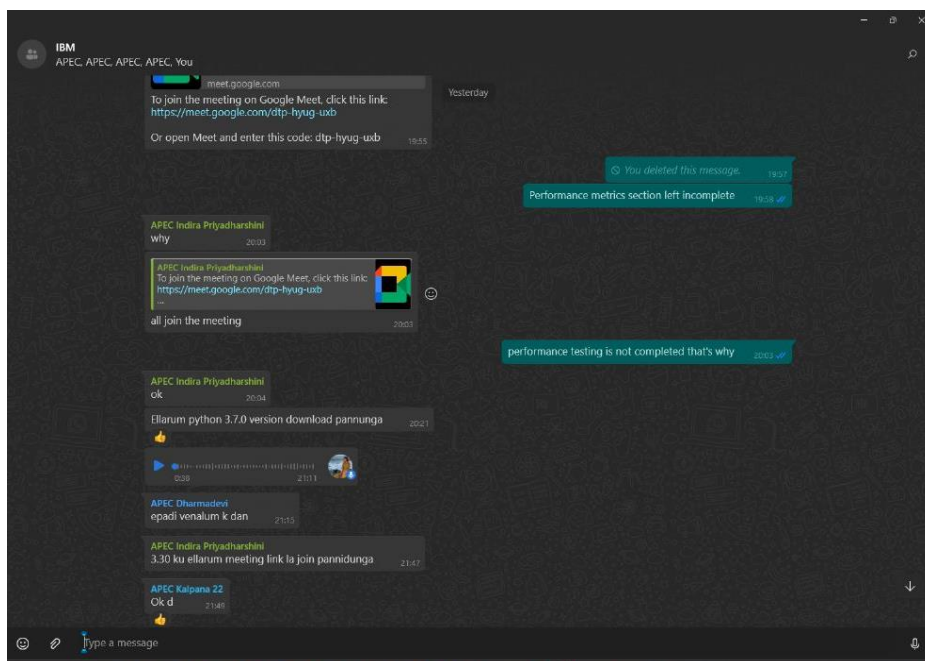 IBM
APEC, APEC, APEC, APEC, You
meet.google.com
To join the meeting on Google Meet, click this link:
https://meet.google.com/dtp-hyug-uxb
Or open Meet and enter this code: dtp-hyug-uxb
19:55
Yesterday
You deleted this message.
19:57
Performance metrics section left incomplete
19:58
APEC Indira Priyadharshini
why
20:03
APEC Indira Priyadharshini
To join the meeting on Google Meet, click this link:
https://meet.google.com/dtp-hyug-uxb
...
all join the meeting
20:03
performance testing is not completed that's why
20:03
APEC Indira Priyadharshini
ok
20:04
Ellarum python 3.7.0 version download pannunga
20:21
0:39
21:11
APEC Dharmadevi
epadi venalum k dan
21:15
APEC Indira Priyadharshini
3.30 ku ellarum meeting link la join pannidunga
21:47
APEC Kalpana 22
Ok d
21:49
Type a message